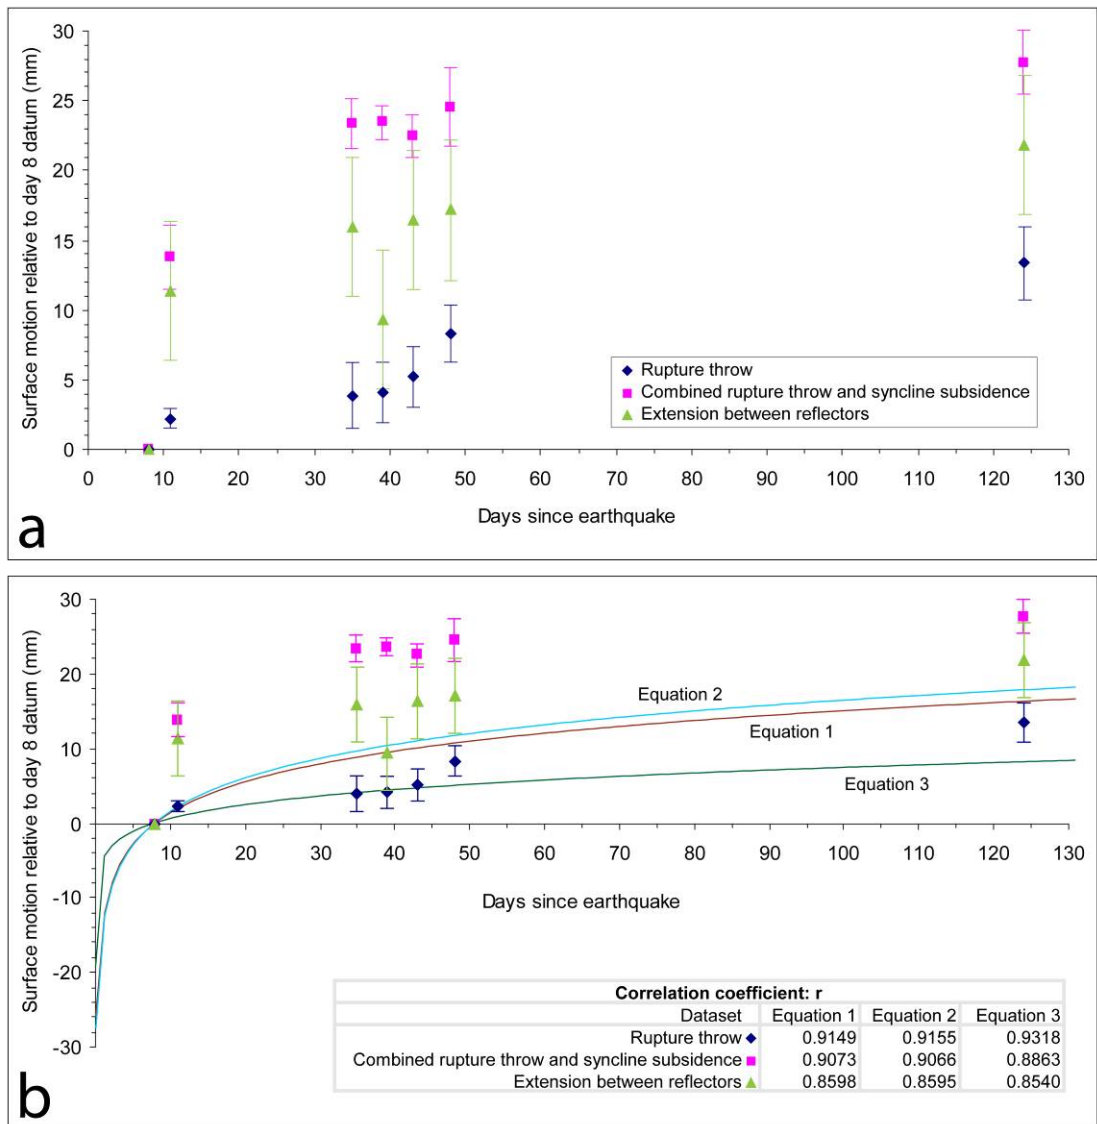 Surface motion relative to day 8 datum (mm)
30
25
20
15
10
5
0
0 10 20 30 40 50 60 70 80 90 100 110 120 130
Days since earthquake
Rupture throw
Combined rupture throw and syncline subsidence
Extension between reflectors
a
Surface motion relative to day 8 datum (mm)
30
20
10
0
-10
-20
-30
10 20 30 40 50 60 70 80 90 100 110 120 130
Days since earthquake
Equation 2
Equation 1
Equation 3
Correlation coefficient: r
Dataset Equation 1 Equation 2 Equation 3
Rupture throw 0.9149 0.9155 0.9318
Combined rupture throw and syncline subsidence 0.9073 0.9066 0.8863
Extension between reflectors 0.8598 0.8595 0.8540
b